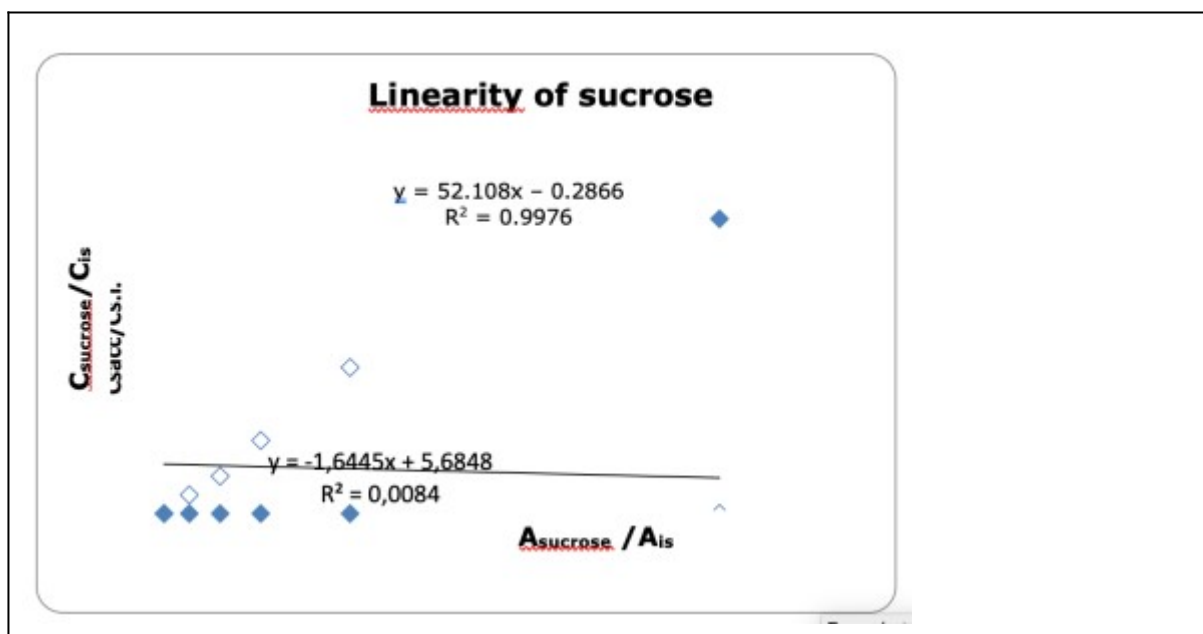 Linearity of sucrose
y = 52.108x – 0.2866
R² = 0.9976
Csucrose/Cis
y = -1,6445x + 5,6848
R² = 0,0084
Asucrose /Ais